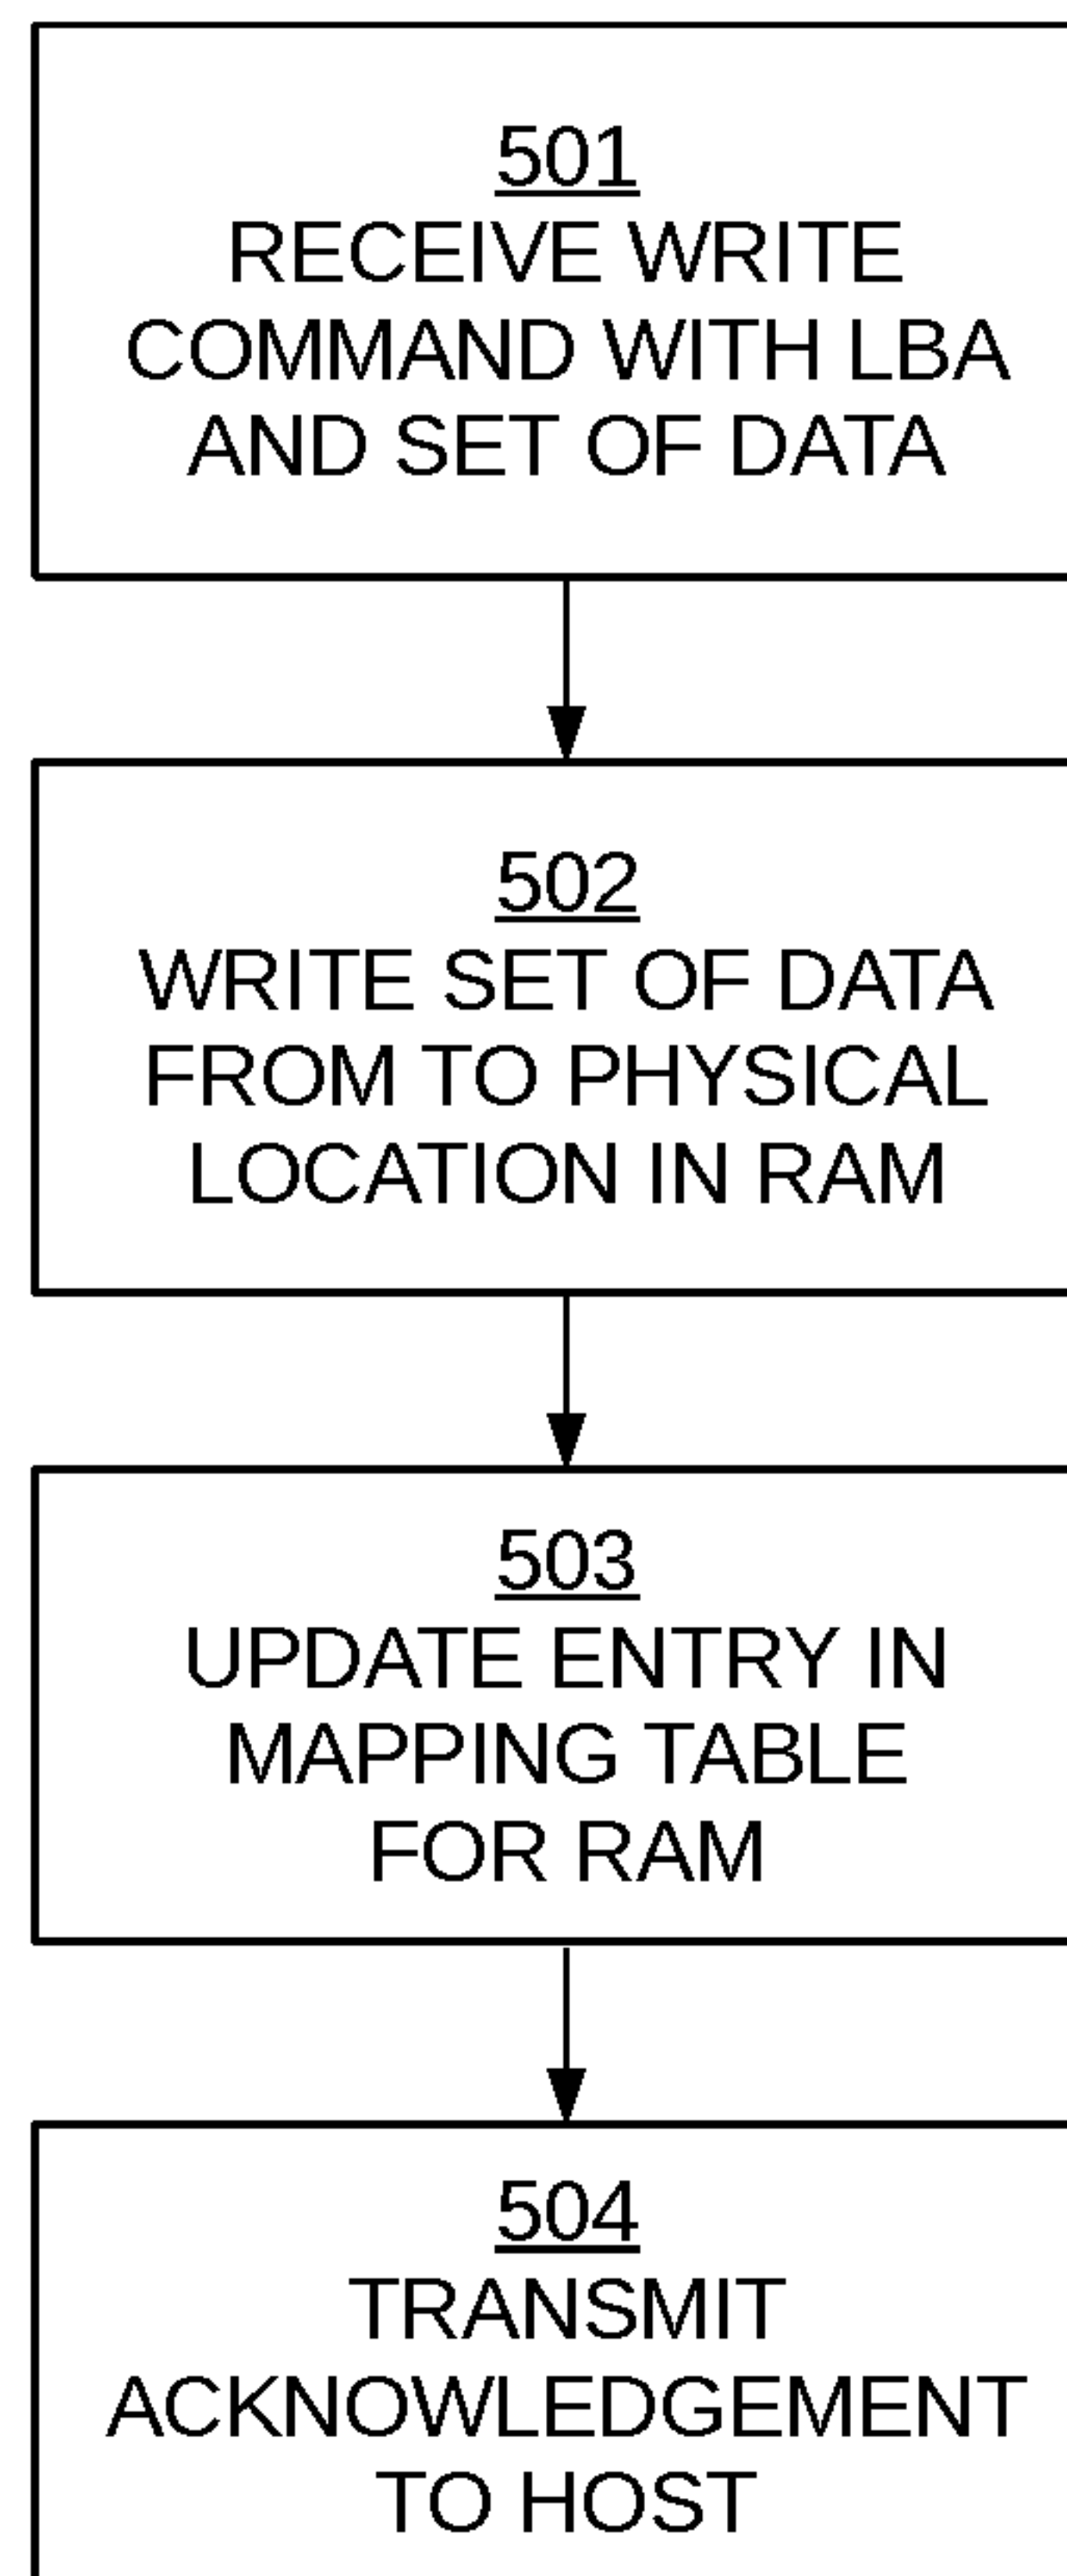 501
RECEIVE WRITE
COMMAND WITH LBA
AND SET OF DATA
502
WRITE SET OF DATA
FROM TO PHYSICAL
LOCATION IN RAM
503
UPDATE ENTRY IN
MAPPING TABLE
FOR RAM
504
TRANSMIT
ACKNOWLEDGEMENT
TO HOST